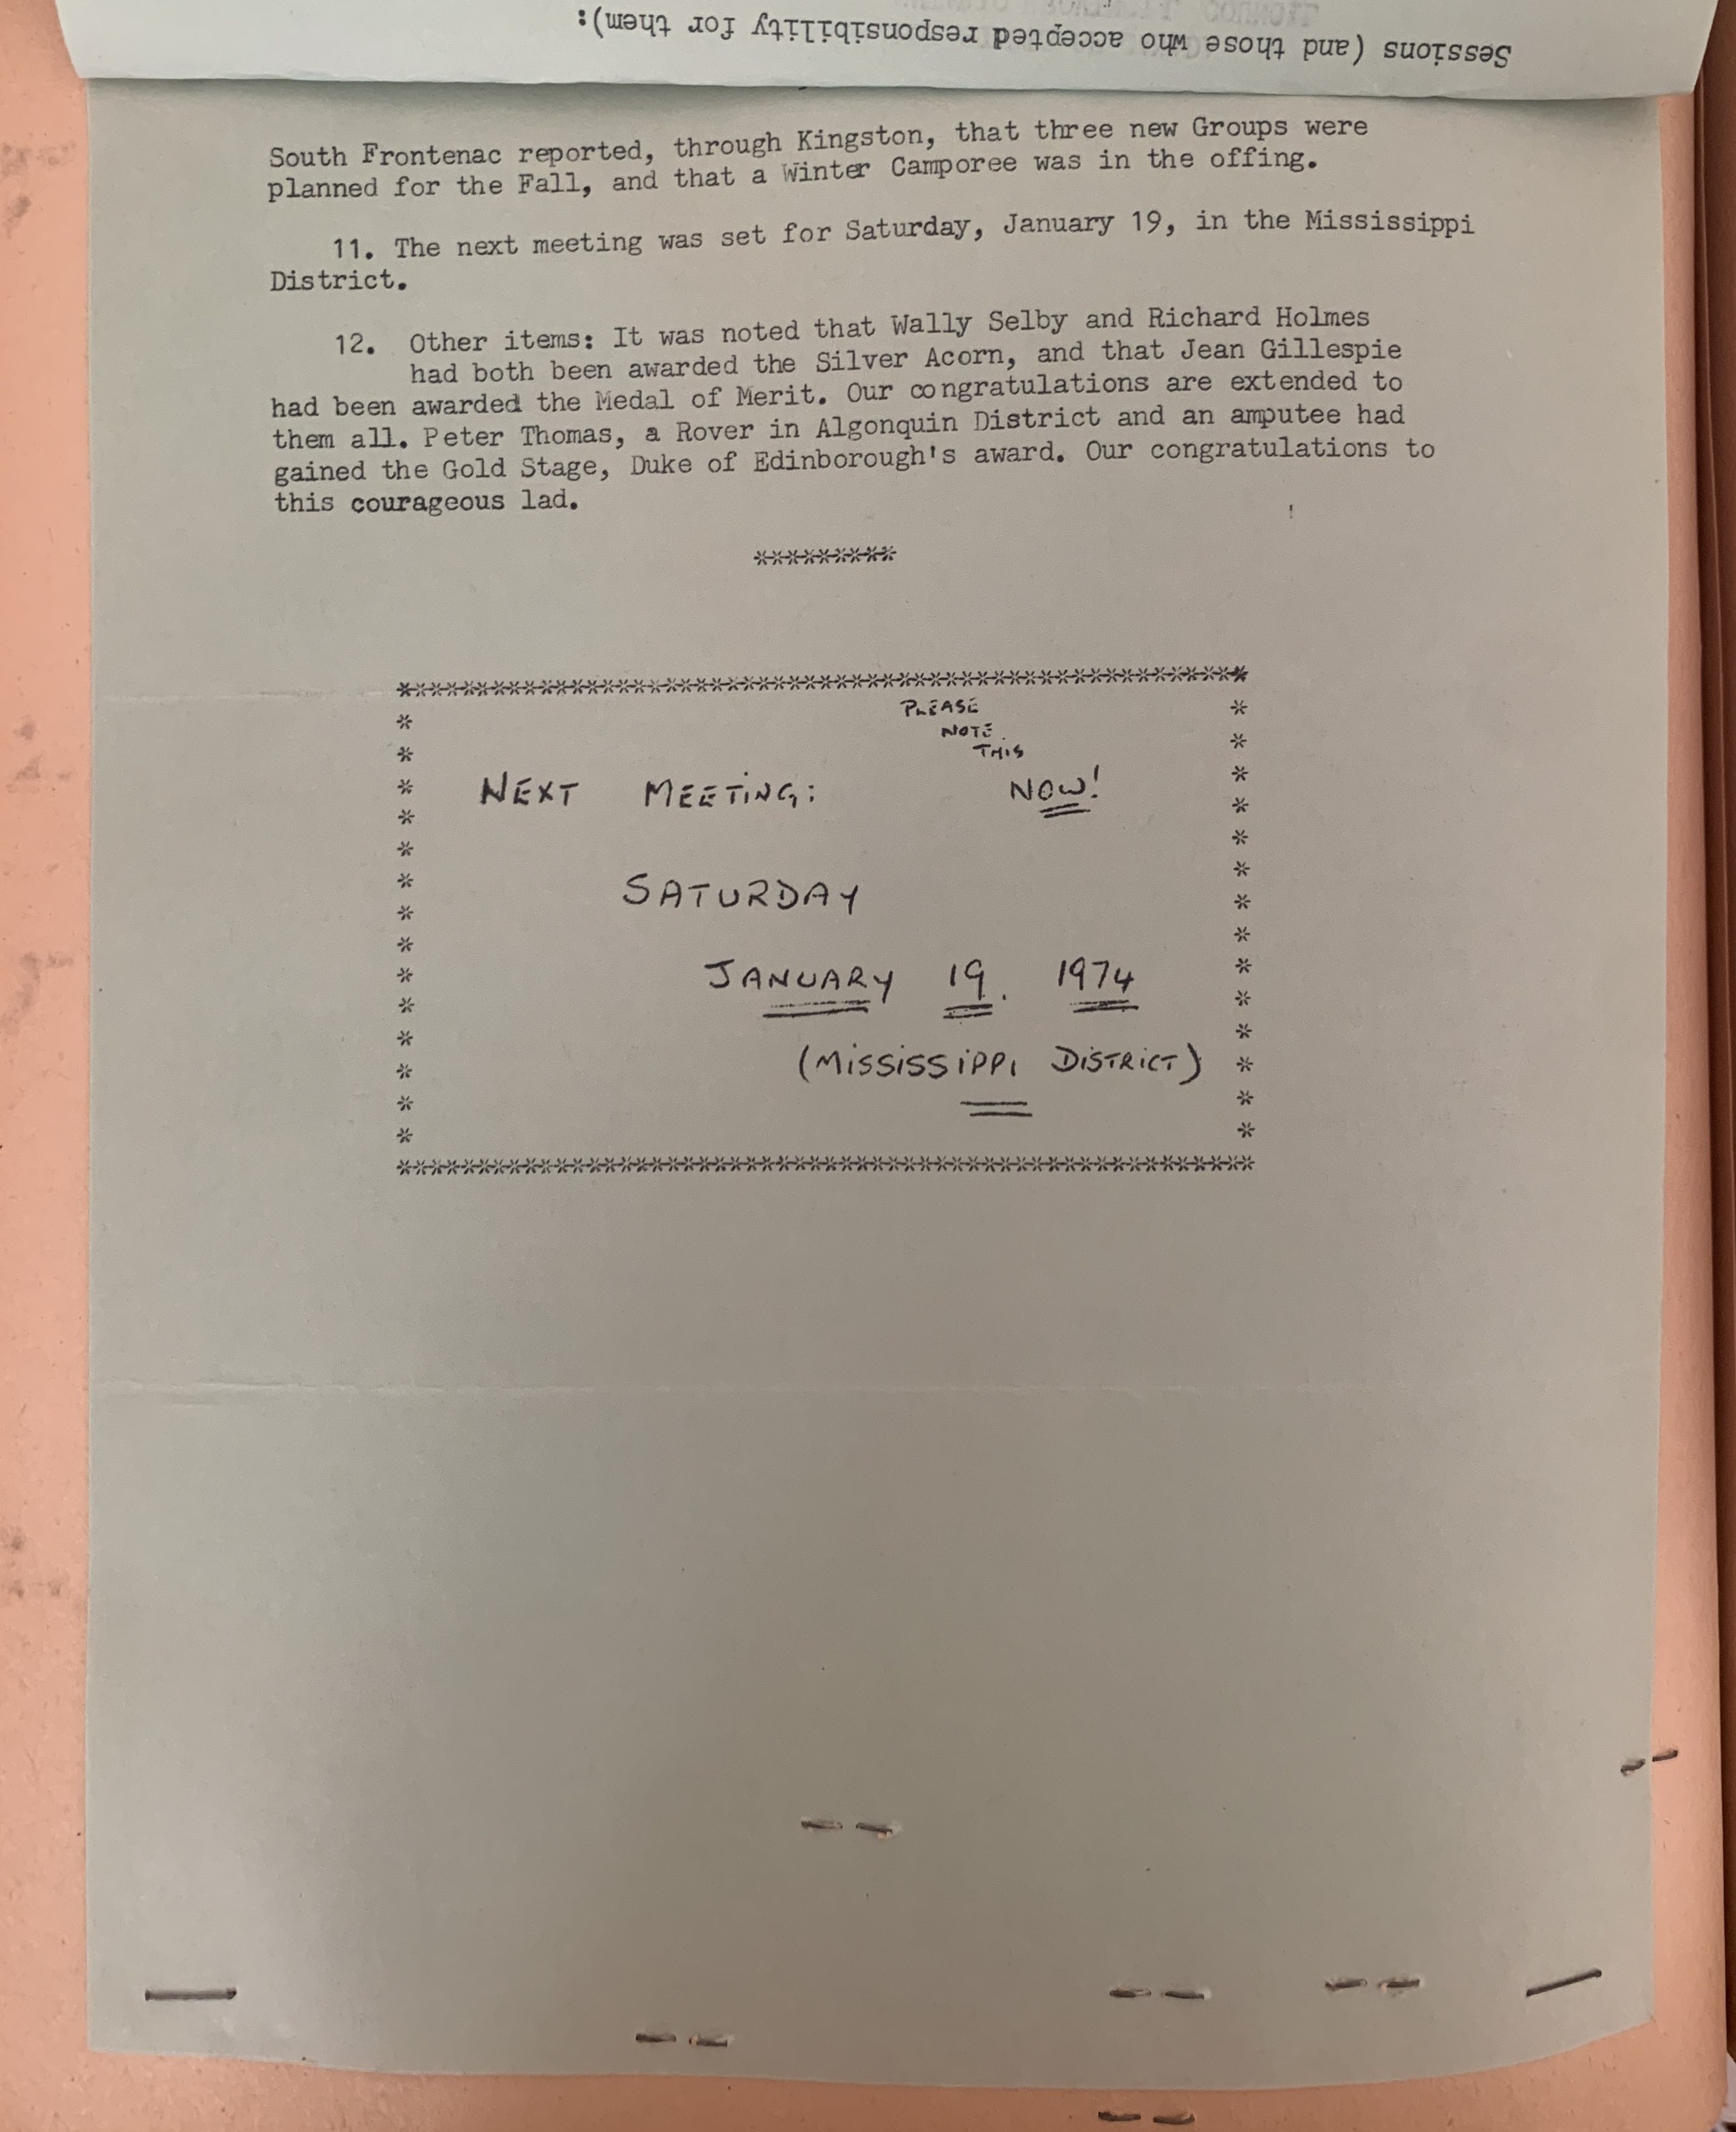 Sessions (and those who accepted responsibility for them):
South Frontenac reported, through Kingston, that three new Groups were
planned for the Fall, and that a Winter Camporee was in the offing.
11. The next meeting was set for Saturday, January 19, in the Mississippi
District.
12. Other items: It was noted that Wally Selby and Richard Holmes
had both been awarded the Silver Acorn, and that Jean Gillespie
had been awarded the Medal of Merit. Our congratulations are extended to
them all. Peter Thomas, a Rover in Algonquin District and an amputee had
gained the Gold Stage, Duke of Edinborough's award. Our congratulations to
this courageous lad.
*********
PLEASE
NOTE
THIS
NEXT MEETING: NOW!
SATURDAY
JANUARY 19. 1974
(MISSISSIPPI DISTRICT)